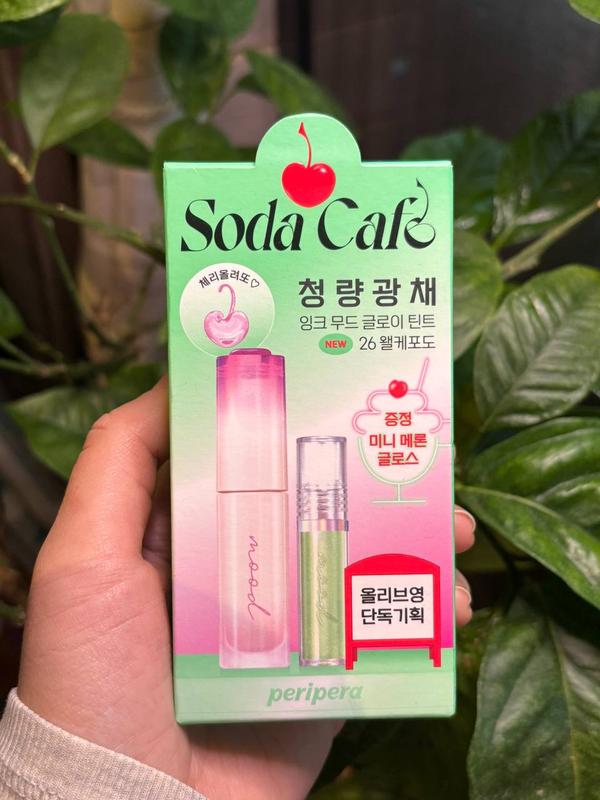 Soda Café
체리올려또♡
청량광채
잉크 무드 글로이 틴트
NEW 26 왤케포도
증정
미니 메론
글로스
mood
mood
올리브영
단독기획
peripera